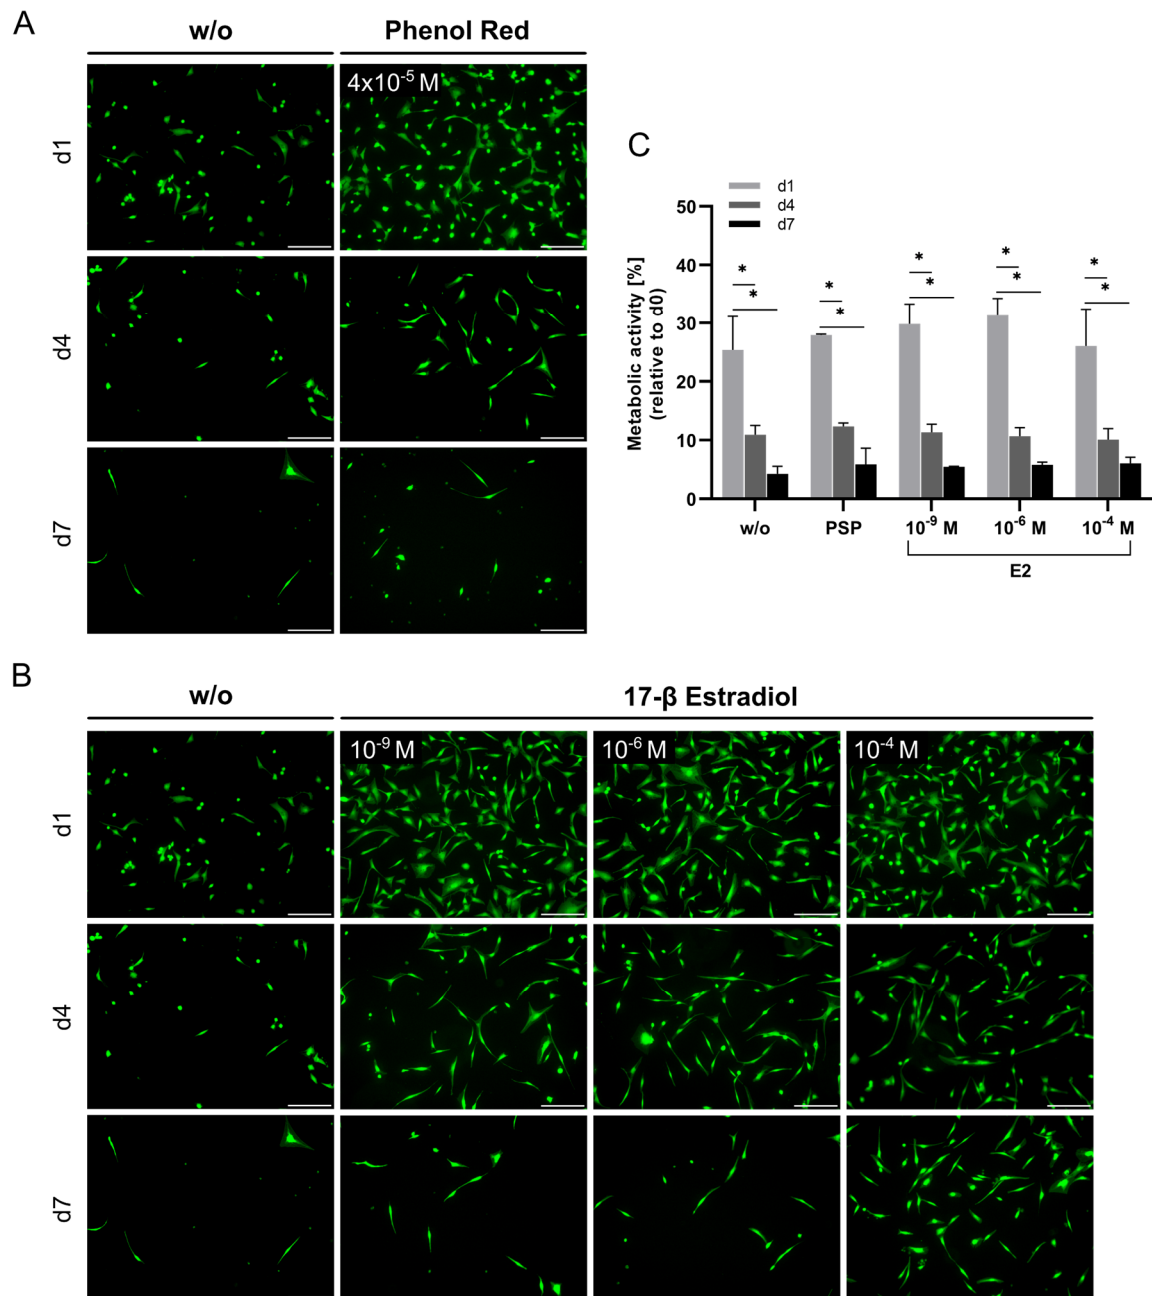 A
w/o
Phenol Red
4x10⁻⁵ M
d1
d4
d7
C
d1
d4
d7
Metabolic activity [%]
(relative to d0)
50
40
30
20
10
0
* * * * * * * * * *
w/o PSP 10⁻⁹ M 10⁻⁶ M 10⁻⁴ M
E2
B
w/o
17-β Estradiol
10⁻⁹ M
10⁻⁶ M
10⁻⁴ M
d1
d4
d7